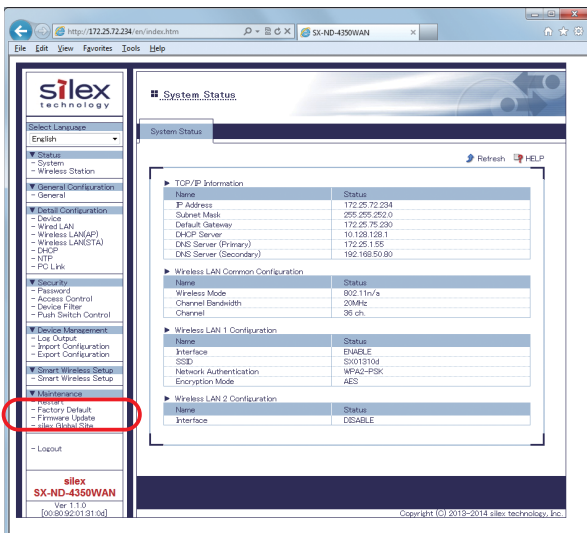 http://172.25.72.234/en/index.htm
SX-ND-4350WAN
File Edit View Favorites Tools Help
silex
technology
System Status
Select Language
English
System Status
▼ Status
- System
- Wireless Station
▼ General Configuration
- General
▼ Detail Configuration
- Device
- Wired LAN
- Wireless LAN(AP)
- Wireless LAN(STA)
- DHCP
- NTP
- PC Link
▼ Security
- Password
- Access Control
- Device Filter
- Push Switch Control
▼ Device Management
- Log Output
- Import Configuration
- Export Configuration
▼ Smart Wireless Setup
- Smart Wireless Setup
▼ Maintenance
- Restart
- Factory Default
- Firmware Update
- silex Global Site
- Logout
silex
SX-ND-4350WAN
Ver 1.1.0
[00:80:92:01:31:0d]
Refresh HELP
► TCP/IP Information
Name Status
IP Address 172.25.72.234
Subnet Mask 255.255.252.0
Default Gateway 172.25.75.230
DHCP Server 10.128.128.1
DNS Server (Primary) 172.25.1.55
DNS Server (Secondary) 192.168.50.80
► Wireless LAN Common Configuration
Name Status
Wireless Mode 802.11n/a
Channel Bandwidth 20MHz
Channel 36 ch.
► Wireless LAN 1 Configuration
Name Status
Interface ENABLE
SSID SX01310d
Network Authentication WPA2-PSK
Encryption Mode AES
► Wireless LAN 2 Configuration
Name Status
Interface DISABLE
Copyright (C) 2013-2014 silex technology, Inc.